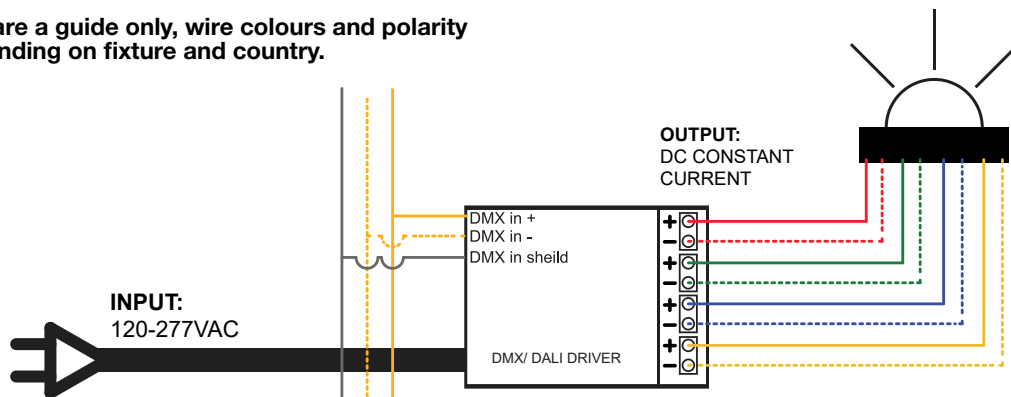 are a guide only, wire colours and polarity
nding on fixture and country.
OUTPUT:
DC CONSTANT
CURRENT
DMX in +
DMX in -
DMX in sheild
INPUT:
120-277VAC
DMX/ DALI DRIVER
+
−
+
−
+
−
+
−